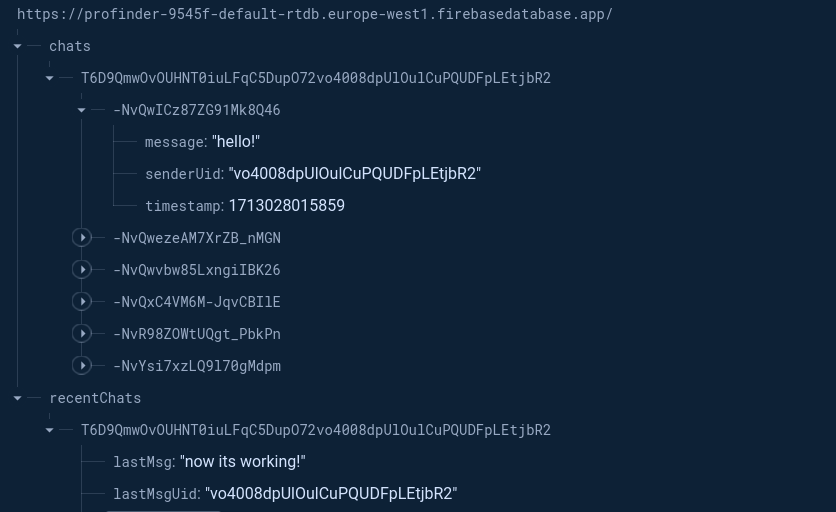 https://profinder-9545f-default-rtdb.europe-west1.firebasedatabase.app/
chats
T6D9QmwOvOUHNT0iuLFqC5DupO72vo4008dpUlOulCuPQUDFpLEtjbR2
-NvQwICz87ZG91Mk8Q46
message: "hello!"
senderUid: "vo4008dpUlOulCuPQUDFpLEtjbR2"
timestamp: 1713028015859
-NvQwezeAM7XrZB_nMGN
-NvQwvbw85LxngiIBK26
-NvQxC4VM6M-JqvCBIlE
-NvR98ZOWtUQgt_PbkPn
-NvYsi7xzLQ9l70gMdpm
recentChats
T6D9QmwOvOUHNT0iuLFqC5DupO72vo4008dpUlOulCuPQUDFpLEtjbR2
lastMsg: "now its working!"
lastMsgUid: "vo4008dpUlOulCuPQUDFpLEtjbR2"